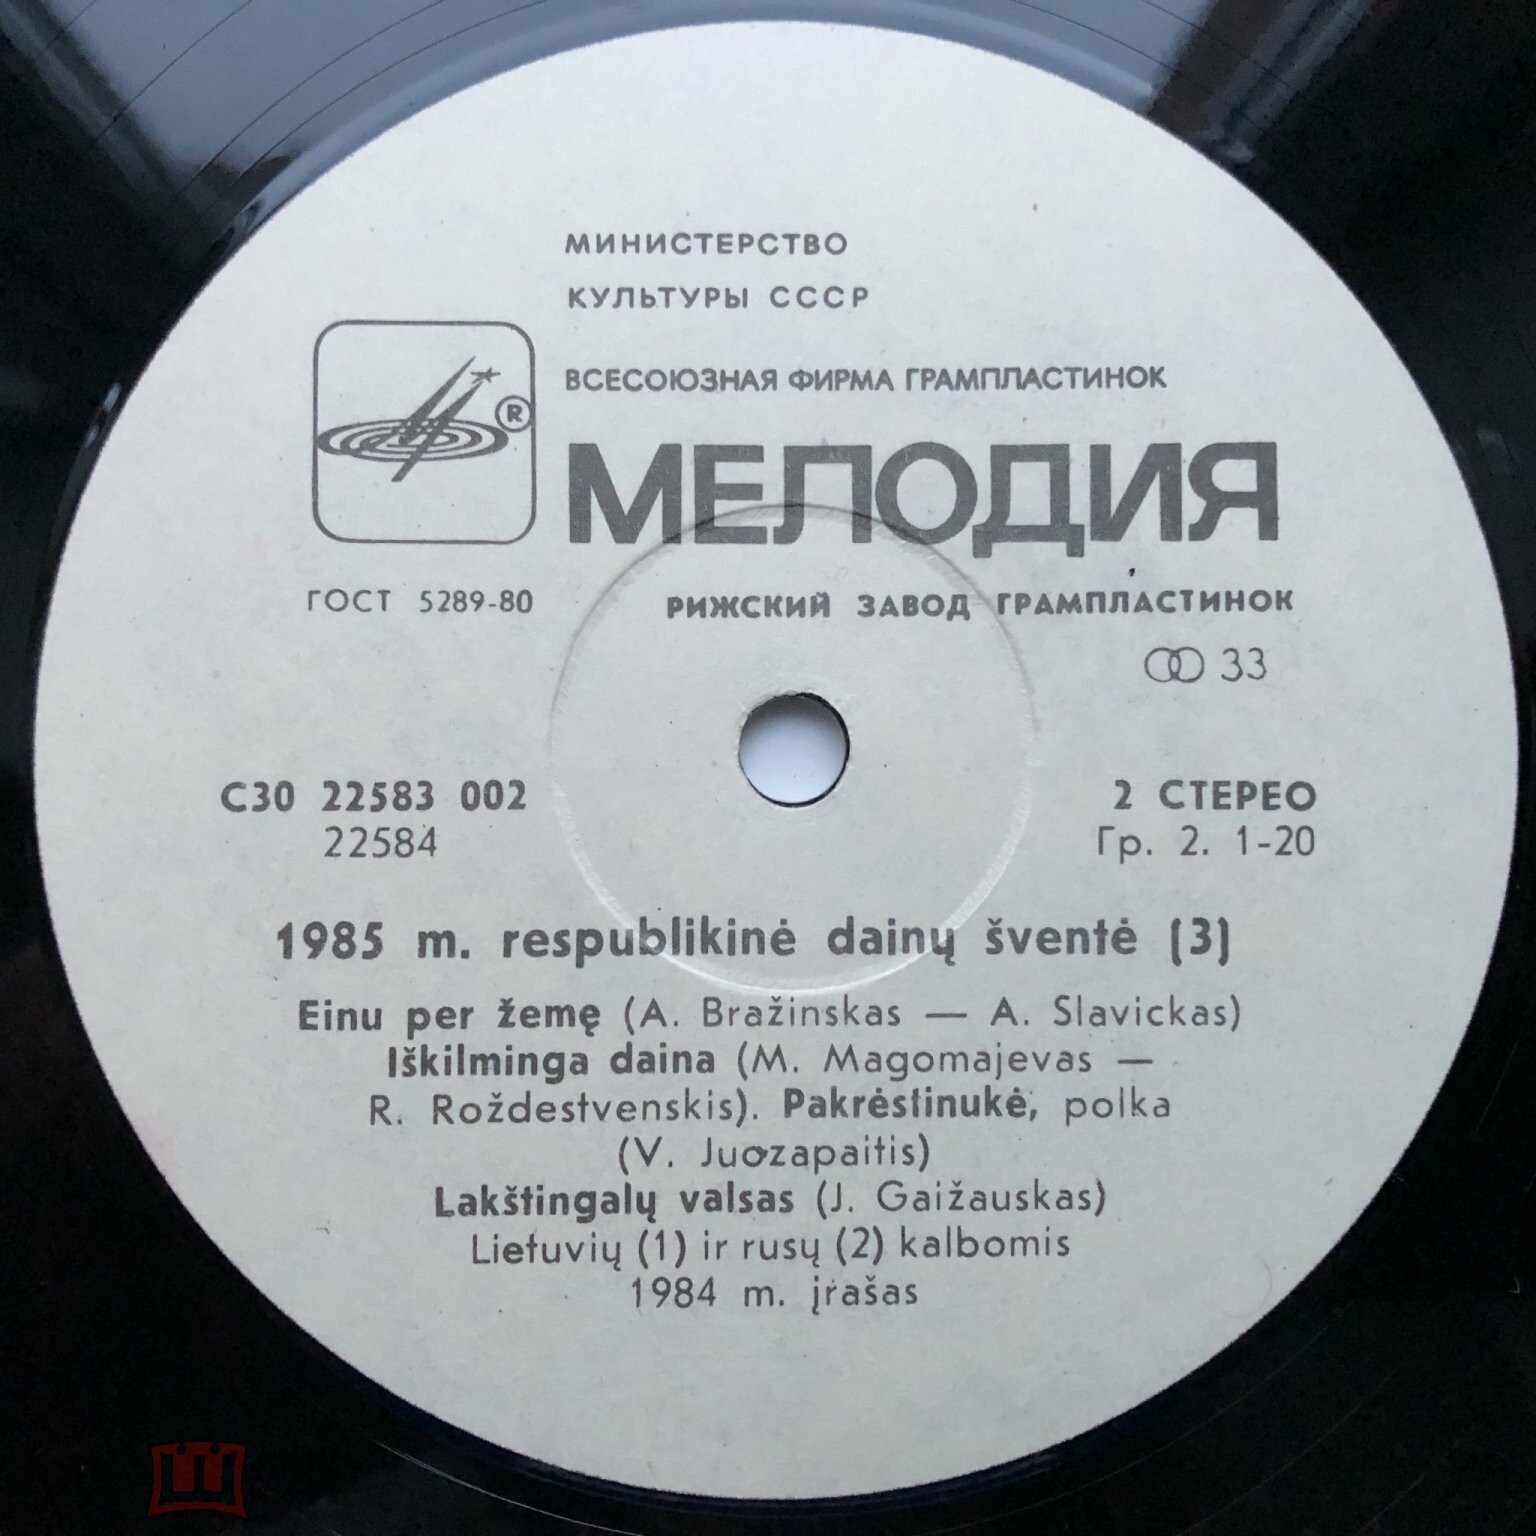 МИНИСТЕРСТВО
КУЛЬТУРЫ СССР
ВСЕСОЮЗНАЯ ФИРМА ГРАМПЛАСТИНОК
®
МЕЛОДИЯ
ГОСТ 5289-80
РИЖСКИЙ ЗАВОД ГРАМПЛАСТИНОК
33
С30 22583 002
22584
2 СТЕРЕО
Гр. 2. 1-20
1985 m. respublikinė dainų šventė (3)
Einu per žemę (A. Bražinskas — A. Slavickas)
Iškilminga daina (M. Magomajevas —
R. Roždestvenskis). Pakrėstinukė, polka
(V. Juozapaitis)
Lakštingalų valsas (J. Gaižauskas)
Lietuvių (1) ir rusų (2) kalbomis
1984 m. įrašas